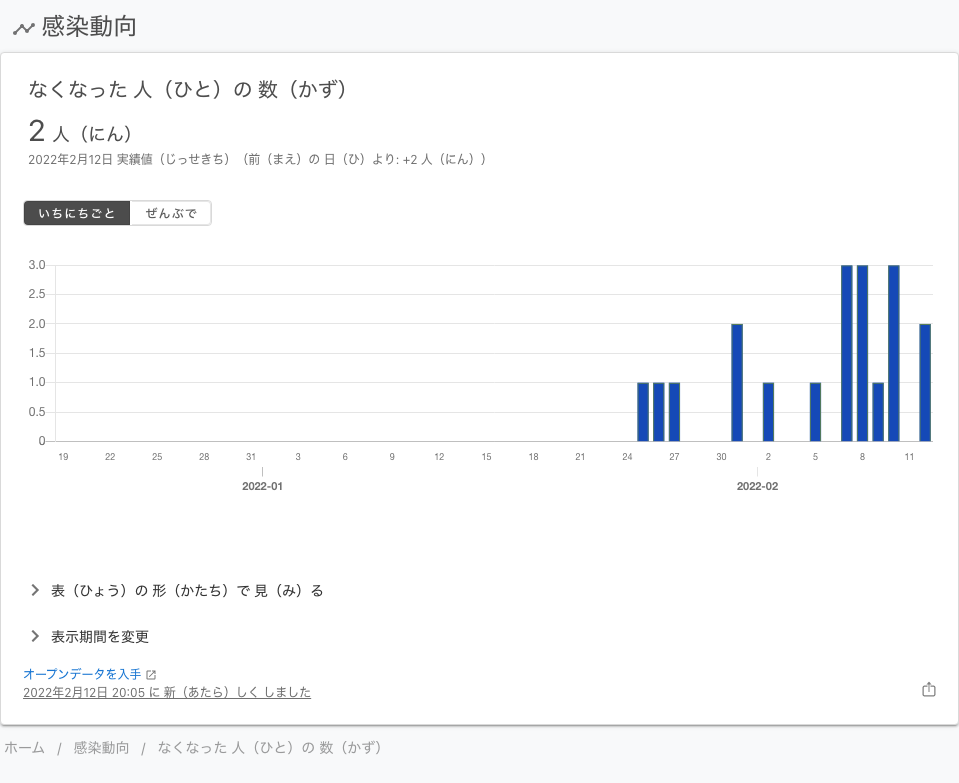 感染動向
なくなった 人（ひと）の 数（かず）
2 人（にん）
2022年2月12日 実績値（じっせきち）（前（まえ）の 日（ひ）より: +2 人（にん））
いちにちごと ぜんぶで
3.0
2.5
2.0
1.5
1.0
0.5
0
19 22 25 28 31 3 6 9 12 15 18 21 24 27 30 2 5 8 11
2022-01 2022-02
表（ひょう）の 形（かたち）で 見（み）る
表示期間を変更
オープンデータを入手
2022年2月12日 20:05 に 新（あたら）しく しました
ホーム / 感染動向 / なくなった 人（ひと）の 数（かず）